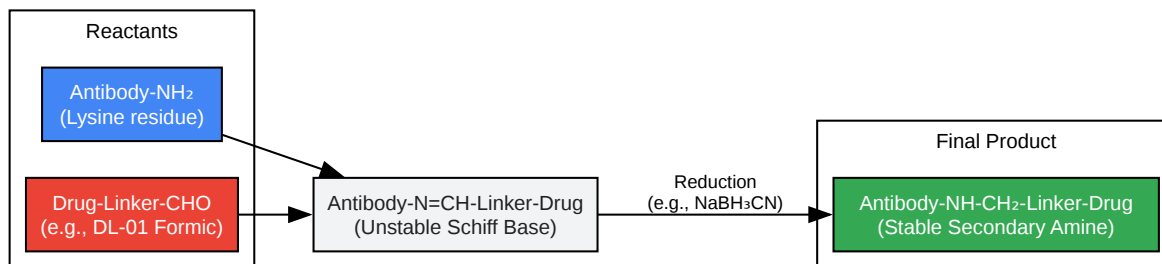 Reactants
Antibody-NH₂
(Lysine residue)
Drug-Linker-CHO
(e.g., DL-01 Formic)
Antibody-N=CH-Linker-Drug
(Unstable Schiff Base)
Reduction
(e.g., NaBH₃CN)
Final Product
Antibody-NH-CH₂-Linker-Drug
(Stable Secondary Amine)